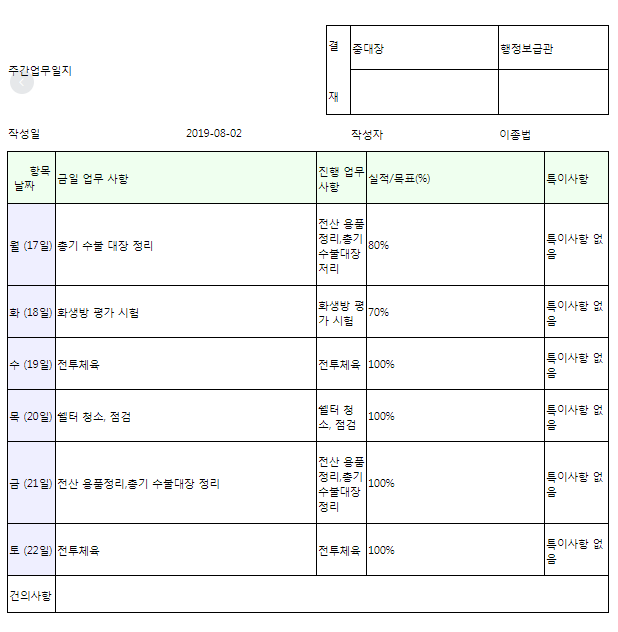 결
중대장
행정보급관
주간업무일지
재
작성일
2019-08-02
작성자
이종법
항목
날짜
금일 업무 사항
진행 업무
사항
실적/목표(%)
특이사항
월 (17일)
총기 수불 대장 정리
전산 용품
정리,총기
수불대장
저리
80%
특이사항 없
음
화 (18일)
화생방 평가 시험
화생방 평
가 시험
70%
특이사항 없
음
수 (19일)
전투체육
전투체육
100%
특이사항 없
음
목 (20일)
쉘터 청소, 점검
쉘터 청
소, 점검
100%
특이사항 없
음
금 (21일)
전산 용품정리,총기 수불대장 정리
전산 용품
정리,총기
수불대장
정리
100%
특이사항 없
음
토 (22일)
전투체육
전투체육
100%
특이사항 없
음
건의사항